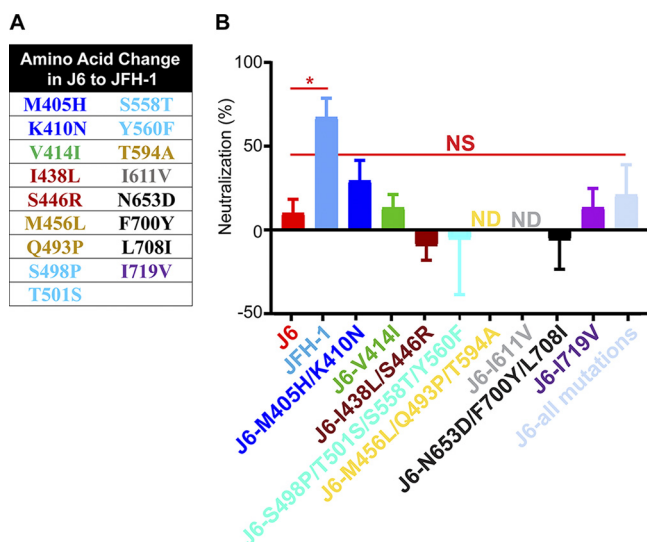 A
Amino Acid Change
in J6 to JFH-1
M405H S558T
K410N Y560F
V414I T594A
I438L I611V
S446R N653D
M456L F700Y
Q493P L708I
S498P I719V
T501S
B
Neutralization (%)
100
50
0
-50
*
NS
ND
ND
J6
JFH-1
J6-M405H/K410N
J6-V414I
J6-I438L/S446R
J6-S498P/T501S/S558T/Y560F
J6-M456L/Q493P/T594A
J6-I611V
J6-N653D/F700Y/L708I
J6-I719V
J6-all mutations